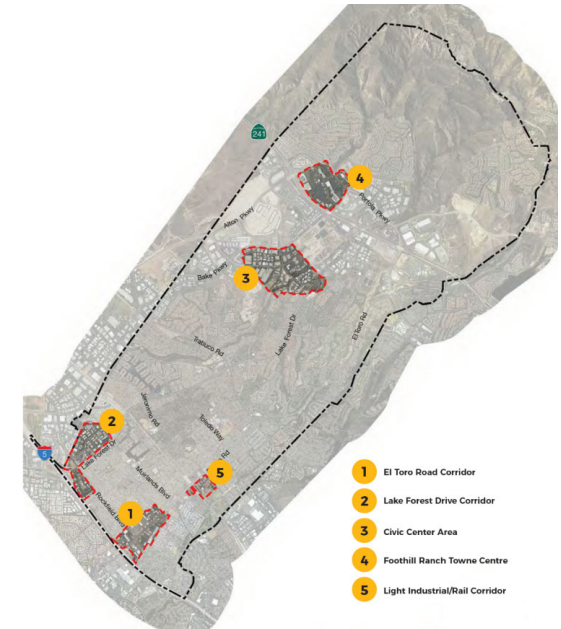 241
4
Portola Pkwy
Alton Pkwy
Bake Pkwy
3
Lake Forest Dr
El Toro Rd
Trabuco Rd
Jeronimo Rd
2
Toledo Way
5
Lake Forest Dr
Muirlands Blvd
Rd
5
Rockfield Blvd
1
1 El Toro Road Corridor
2 Lake Forest Drive Corridor
3 Civic Center Area
4 Foothill Ranch Towne Centre
5 Light Industrial/Rail Corridor